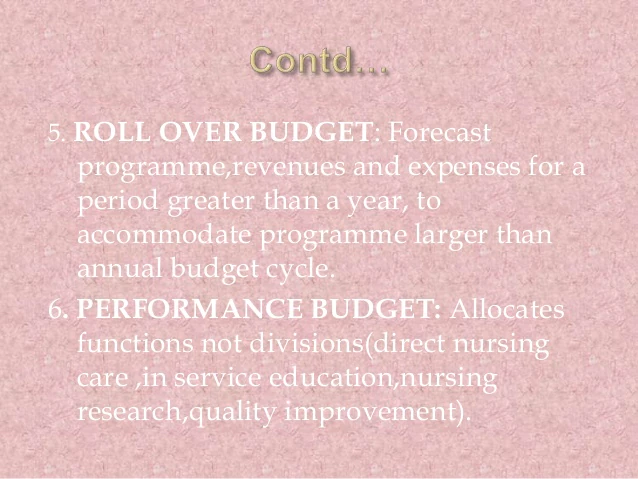 Contd…
5. ROLL OVER BUDGET: Forecast
programme,revenues and expenses for a
period greater than a year, to
accommodate programme larger than
annual budget cycle.
6. PERFORMANCE BUDGET: Allocates
functions not divisions(direct nursing
care ,in service education,nursing
research,quality improvement).